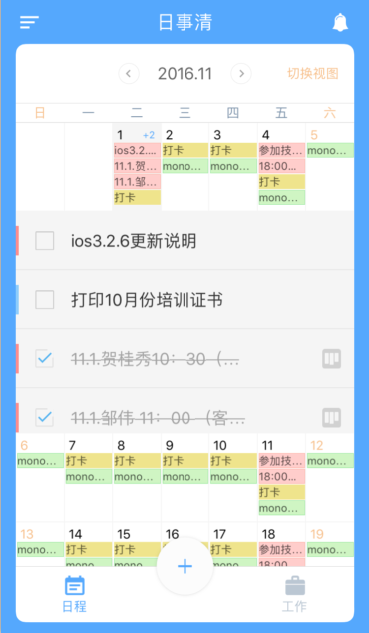 日事清
2016.11
切换视图
日 一 二 三 四 五 六
1 +2 2 3 4 5
ios3.2.… 打卡 打卡 参加技… mono…
11.1.贺… mono… mono… 18:00…
11.1.邹… 打卡
打卡 mono…
ios3.2.6更新说明
打印10月份培训证书
11.1.贺桂秀10：30（…
11.1.邹伟 11：00 （客…
6 7 8 9 10 11 12
mono… 打卡 打卡 打卡 打卡 参加技… mono…
mono… mono… mono… mono… 18:00…
打卡
mono…
13 14 15 16 17 18 19
mono… 打卡 打卡 打卡 打卡 参加技… mono…
mono… mono… mono… 18:00…
日程 工作